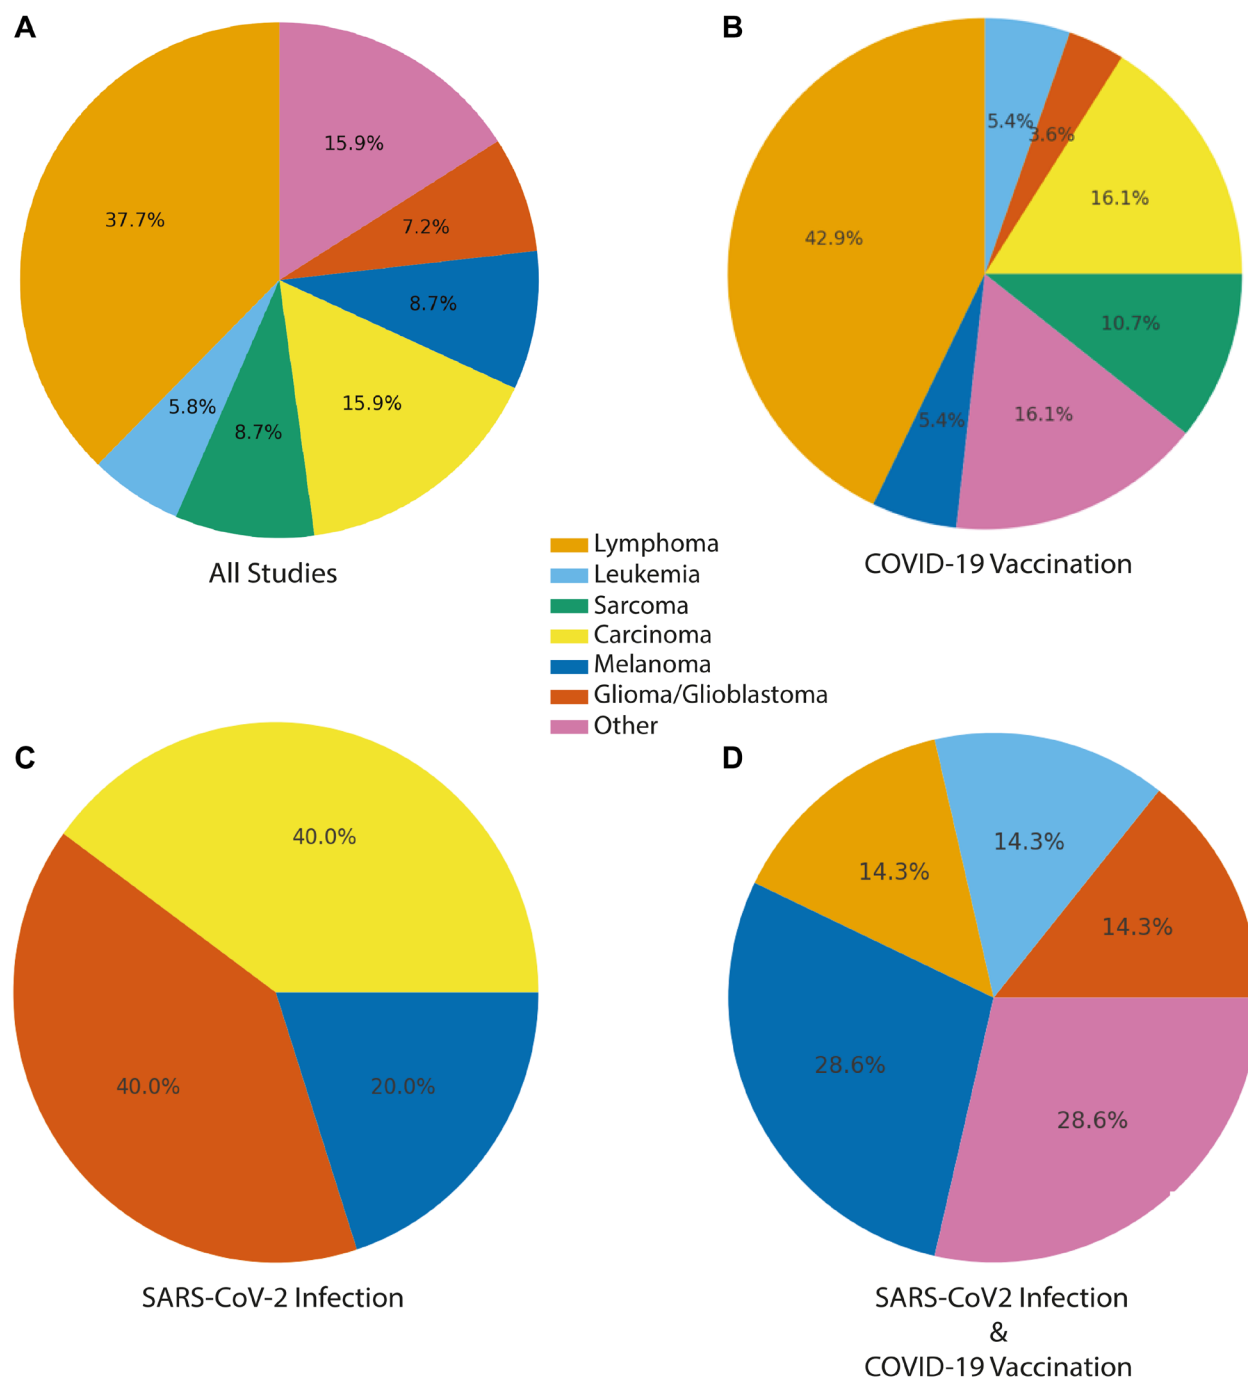 A
15.9%
37.7%
7.2%
8.7%
15.9%
5.8%
8.7%
All Studies
B
5.4%
3.6%
16.1%
42.9%
10.7%
16.1%
5.4%
COVID-19 Vaccination
Lymphoma
Leukemia
Sarcoma
Carcinoma
Melanoma
Glioma/Glioblastoma
Other
C
40.0%
40.0%
20.0%
SARS-CoV-2 Infection
D
14.3%
14.3%
14.3%
28.6%
28.6%
SARS-CoV2 Infection
&
COVID-19 Vaccination